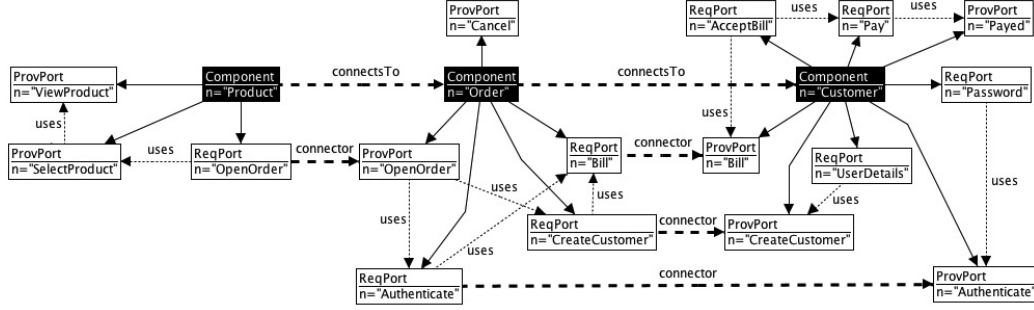 ProvPort
n="Cancel"
ReqPort
n="AcceptBill"
uses
ReqPort
n="Pay"
uses
ProvPort
n="Payed"
ProvPort
n="ViewProduct"
Component
n="Product"
connectsTo
Component
n="Order"
connectsTo
Component
n="Customer"
ReqPort
n="Password"
uses
uses
ProvPort
n="SelectProduct"
uses
ReqPort
n="OpenOrder"
connector
ProvPort
n="OpenOrder"
ReqPort
n="Bill"
connector
ProvPort
n="Bill"
ReqPort
n="UserDetails"
uses
uses
uses
uses
uses
uses
ReqPort
n="CreateCustomer"
connector
ProvPort
n="CreateCustomer"
uses
ReqPort
n="Authenticate"
connector
ProvPort
n="Authenticate"